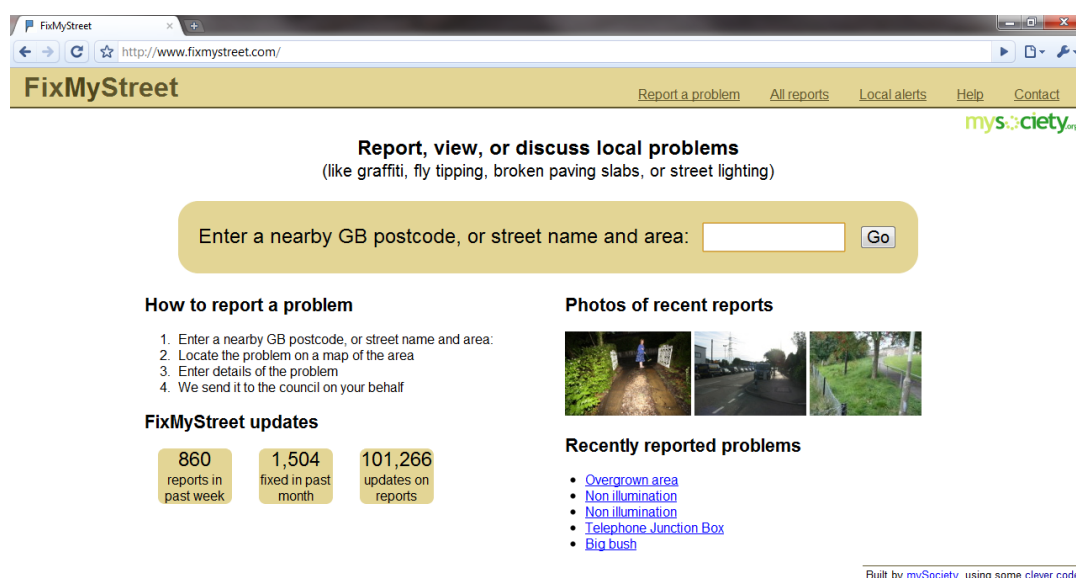 FixMyStreet
http://www.fixmystreet.com/
FixMyStreet
Report a problem All reports Local alerts Help Contact
mysociety.org
Report, view, or discuss local problems
(like graffiti, fly tipping, broken paving slabs, or street lighting)
Enter a nearby GB postcode, or street name and area: Go
How to report a problem
1. Enter a nearby GB postcode, or street name and area:
2. Locate the problem on a map of the area
3. Enter details of the problem
4. We send it to the council on your behalf
FixMyStreet updates
860
reports in
past week
1,504
fixed in past
month
101,266
updates on
reports
Photos of recent reports
Recently reported problems
Overgrown area
Non illumination
Non illumination
Telephone Junction Box
Big bush
Built by mySociety, using some clever code